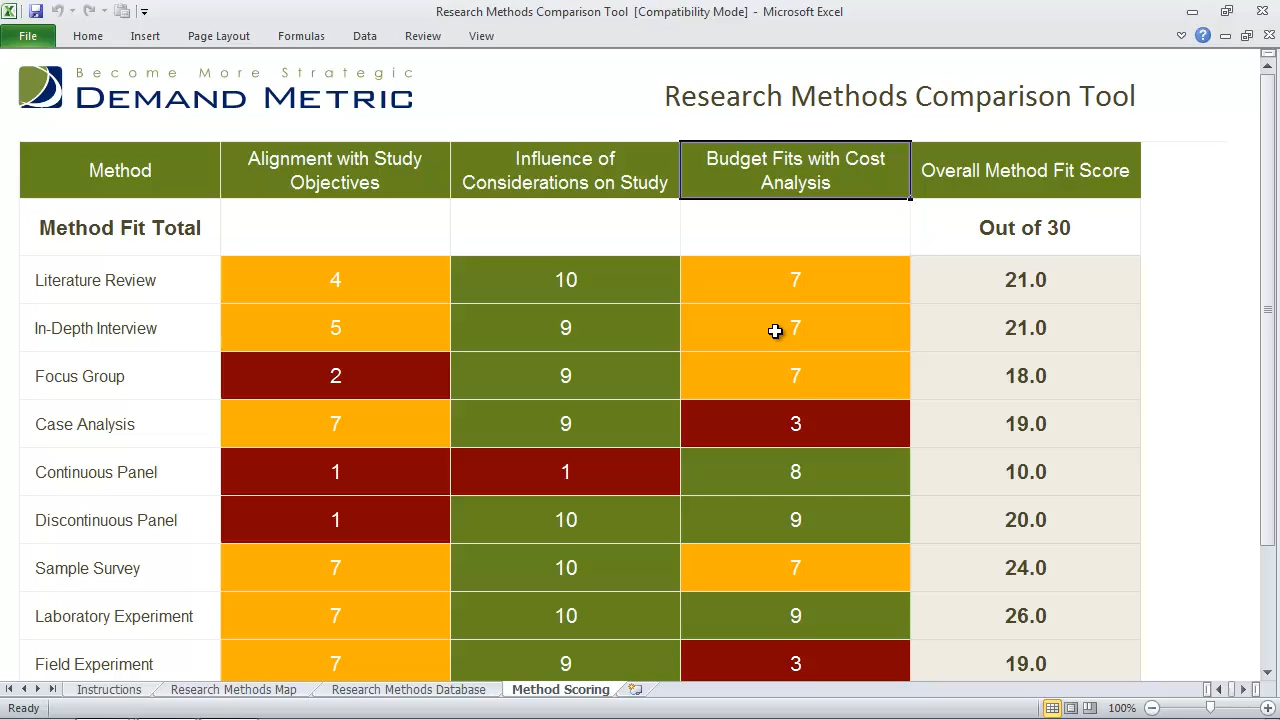 Research Methods Comparison Tool [Compatibility Mode] - Microsoft Excel
File Home Insert Page Layout Formulas Data Review View
Become More Strategic
DEMAND METRIC
Research Methods Comparison Tool
Method
Alignment with Study
Objectives
Influence of
Considerations on Study
Budget Fits with Cost
Analysis
Overall Method Fit Score
Method Fit Total Out of 30
Literature Review 4 10 7 21.0
In-Depth Interview 5 9 7 21.0
Focus Group 2 9 7 18.0
Case Analysis 7 9 3 19.0
Continuous Panel 1 1 8 10.0
Discontinuous Panel 1 10 9 20.0
Sample Survey 7 10 7 24.0
Laboratory Experiment 7 10 9 26.0
Field Experiment 7 9 3 19.0
Instructions Research Methods Map Research Methods Database Method Scoring
Ready 100%